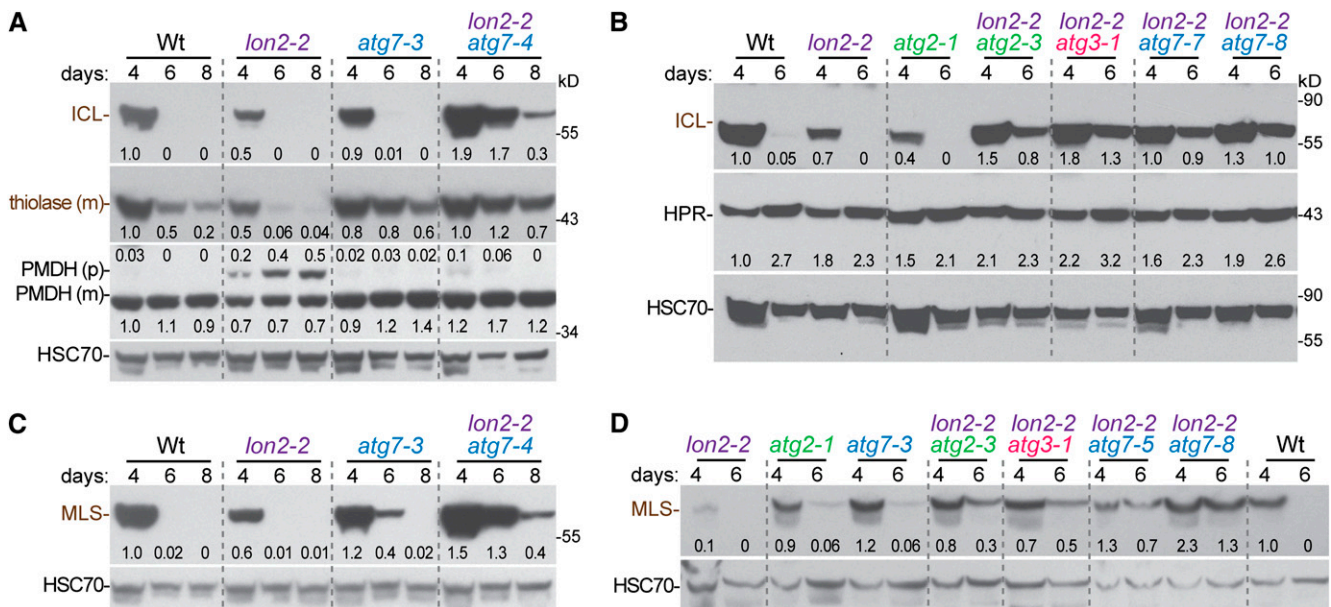 A
lon2-2
Wt lon2-2 atg7-3 atg7-4
days: 4 6 8 4 6 8 4 6 8 4 6 8 kD
ICL- -55
1.0 0 0 0.5 0 0 0.9 0.01 0 1.9 1.7 0.3
thiolase (m) -43
1.0 0.5 0.2 0.5 0.06 0.04 0.8 0.8 0.6 1.0 1.2 0.7
0.03 0 0 0.2 0.4 0.5 0.02 0.03 0.02 0.1 0.06 0
PMDH (p)
PMDH (m)
1.0 1.1 0.9 0.7 0.7 0.7 0.9 1.2 1.4 1.2 1.7 1.2 -34
HSC70-
B
lon2-2 lon2-2 lon2-2 lon2-2
Wt lon2-2 atg2-1 atg2-3 atg3-1 atg7-7 atg7-8
days: 4 6 4 6 4 6 4 6 4 6 4 6 4 6 kD
-90
ICL-
-55
1.0 0.05 0.7 0 0.4 0 1.5 0.8 1.8 1.3 1.0 0.9 1.3 1.0
HPR- -43
1.0 2.7 1.8 2.3 1.5 2.1 2.1 2.3 2.2 3.2 1.6 2.3 1.9 2.6
-90
HSC70-
-55
C
lon2-2
Wt lon2-2 atg7-3 atg7-4
days: 4 6 8 4 6 8 4 6 8 4 6 8
MLS-
-55
1.0 0.02 0 0.6 0.01 0.01 1.2 0.4 0.02 1.5 1.3 0.4
HSC70-
D
lon2-2 lon2-2 lon2-2 lon2-2
lon2-2 atg2-1 atg7-3 atg2-3 atg3-1 atg7-5 atg7-8 Wt
days: 4 6 4 6 4 6 4 6 4 6 4 6 4 6 4 6
MLS-
0.1 0 0.9 0.06 1.2 0.06 0.8 0.3 0.7 0.5 1.3 0.7 2.3 1.3 1.0 0
HSC70-